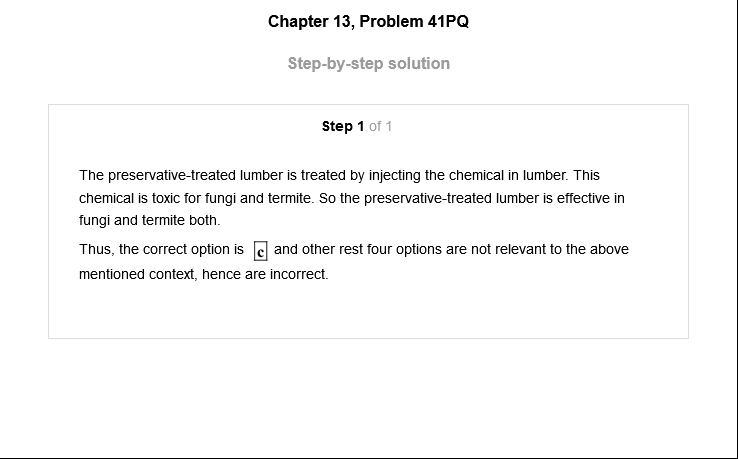 Chapter 13, Problem 41PQ
Step-by-step solution
Step 1 of 1
The preservative-treated lumber is treated by injecting the chemical in lumber. This
chemical is toxic for fungi and termite. So the preservative-treated lumber is effective in
fungi and termite both.
Thus, the correct option is c and other rest four options are not relevant to the above
mentioned context, hence are incorrect.